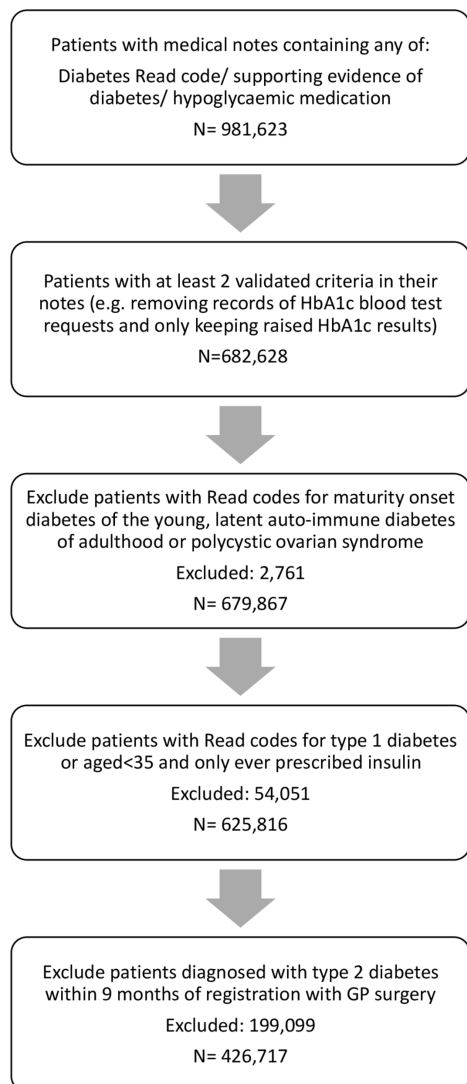 Patients with medical notes containing any of:
Diabetes Read code/ supporting evidence of
diabetes/ hypoglycaemic medication
N= 981,623
Patients with at least 2 validated criteria in their
notes (e.g. removing records of HbA1c blood test
requests and only keeping raised HbA1c results)
N=682,628
Exclude patients with Read codes for maturity onset
diabetes of the young, latent auto-immune diabetes
of adulthood or polycystic ovarian syndrome
Excluded: 2,761
N= 679,867
Exclude patients with Read codes for type 1 diabetes
or aged<35 and only ever prescribed insulin
Excluded: 54,051
N= 625,816
Exclude patients diagnosed with type 2 diabetes
within 9 months of registration with GP surgery
Excluded: 199,099
N= 426,717